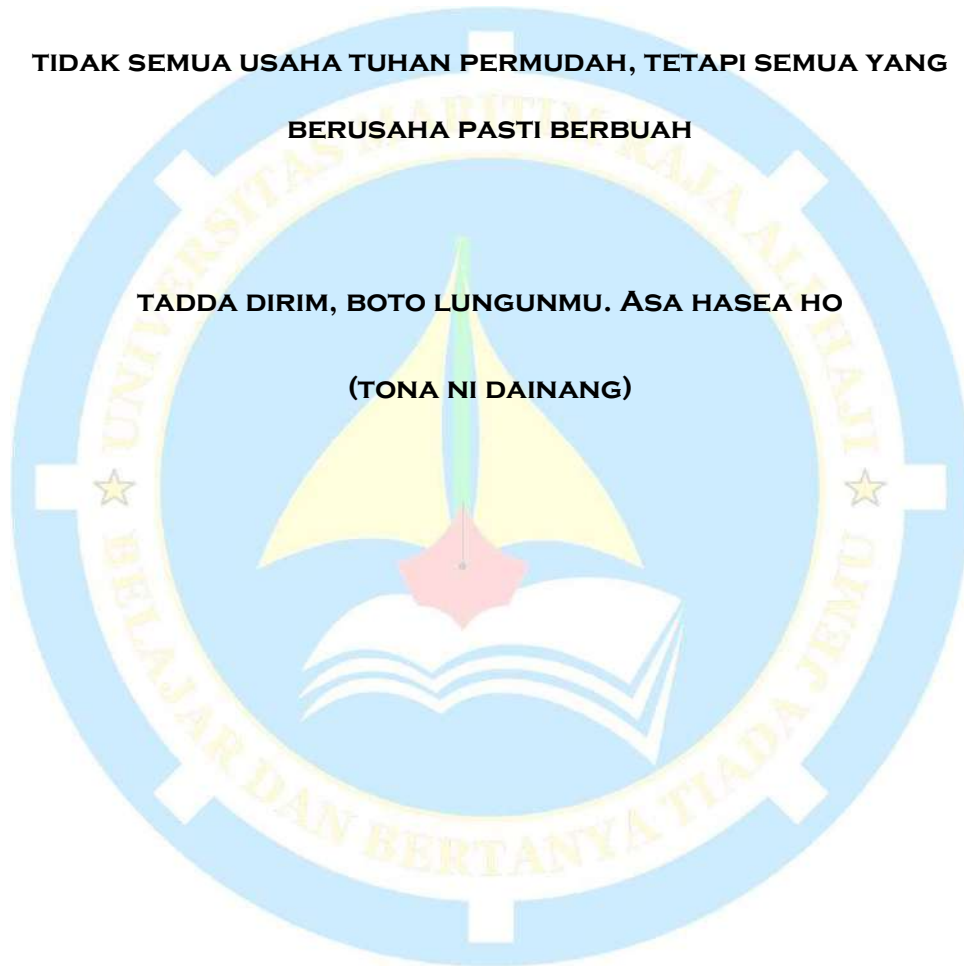 TIDAK SEMUA USAHA TUHAN PERMUDAH, TETAPI SEMUA YANG
BERUSAHA PASTI BERBUAH
TADDA DIRIM, BOTO LUNGUNMU. ASA HASEA HO
(TONA NI DAINANG)
UNIVERSITAS MARITIM RAJA ALI HAJI
BELAJAR DAN BERTANYA TIADA JEMU